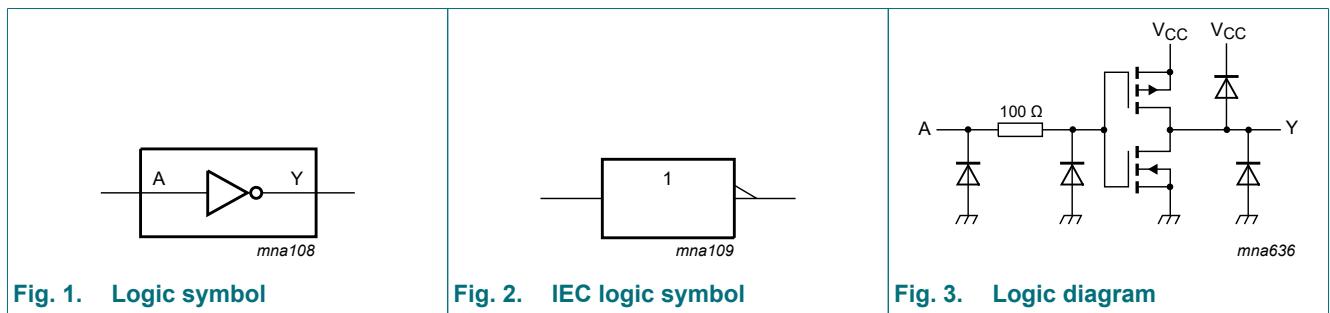 A Y
mna108
Fig. 1. Logic symbol
1
mna109
Fig. 2. IEC logic symbol
VCC VCC
100 Ω
A Y
mna636
Fig. 3. Logic diagram